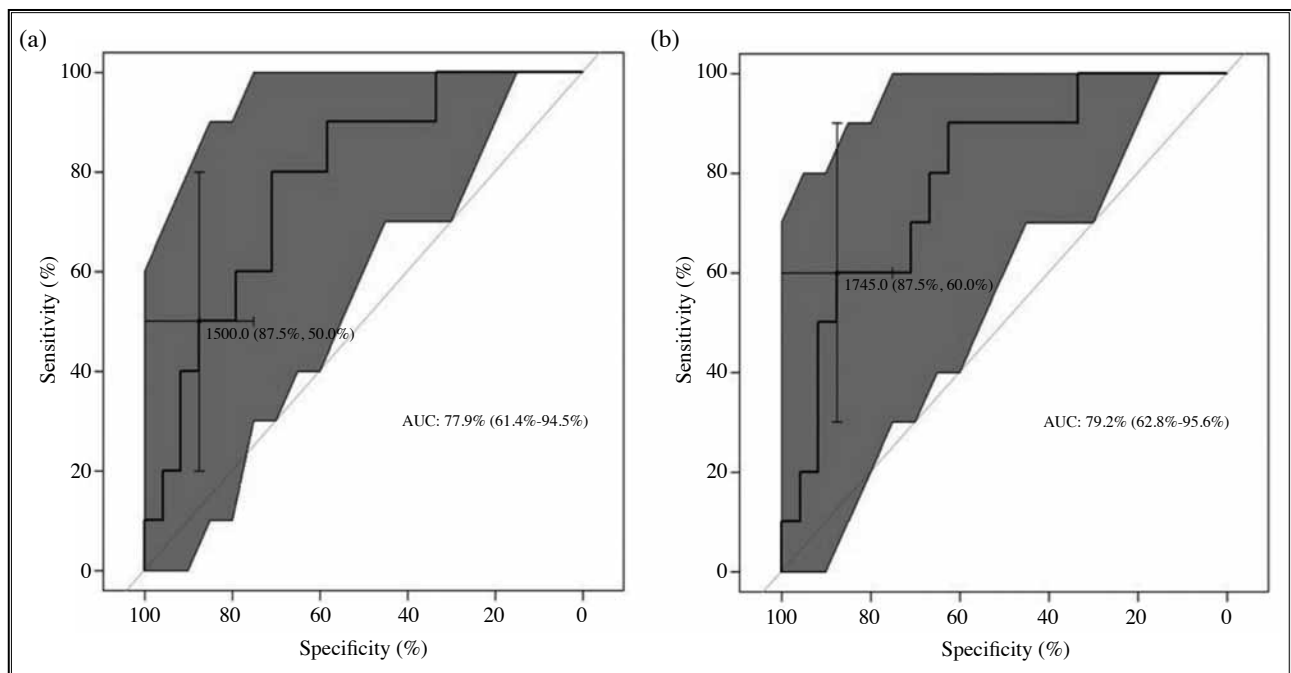 (a)
100
80
60
40
20
0
Sensitivity (%)
1500.0 (87.5%, 50.0%)
AUC: 77.9% (61.4%-94.5%)
100 80 60 40 20 0
Specificity (%)
(b)
100
80
60
40
20
0
Sensitivity (%)
1745.0 (87.5%, 60.0%)
AUC: 79.2% (62.8%-95.6%)
100 80 60 40 20 0
Specificity (%)